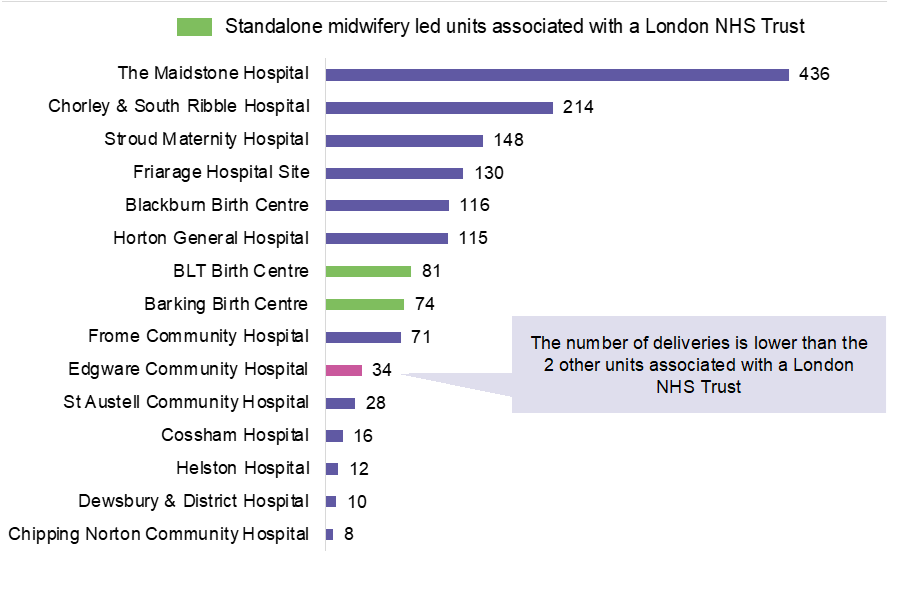 Standalone midwifery led units associated with a London NHS Trust
The Maidstone Hospital 436
Chorley & South Ribble Hospital 214
Stroud Maternity Hospital 148
Friarage Hospital Site 130
Blackburn Birth Centre 116
Horton General Hospital 115
BLT Birth Centre 81
Barking Birth Centre 74
Frome Community Hospital 71
Edgware Community Hospital 34
The number of deliveries is lower than the
2 other units associated with a London
NHS Trust
St Austell Community Hospital 28
Cossham Hospital 16
Helston Hospital 12
Dewsbury & District Hospital 10
Chipping Norton Community Hospital 8